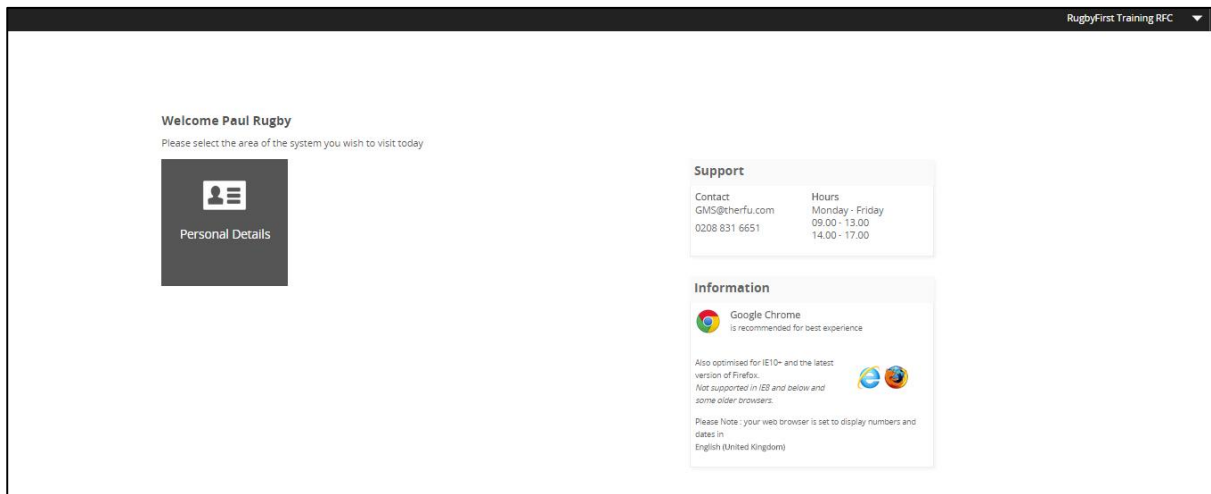 RugbyFirst Training RFC
Welcome Paul Rugby
Please select the area of the system you wish to visit today
Personal Details
Support
Contact
GMS@therfu.com
0208 831 6651
Hours
Monday - Friday
09.00 - 13.00
14.00 - 17.00
Information
Google Chrome
is recommended for best experience
Also optimised for IE10+ and the latest
version of Firefox.
Not supported in IE8 and below and
some older browsers.
Please Note : your web browser is set to display numbers and
dates in
English (United Kingdom)